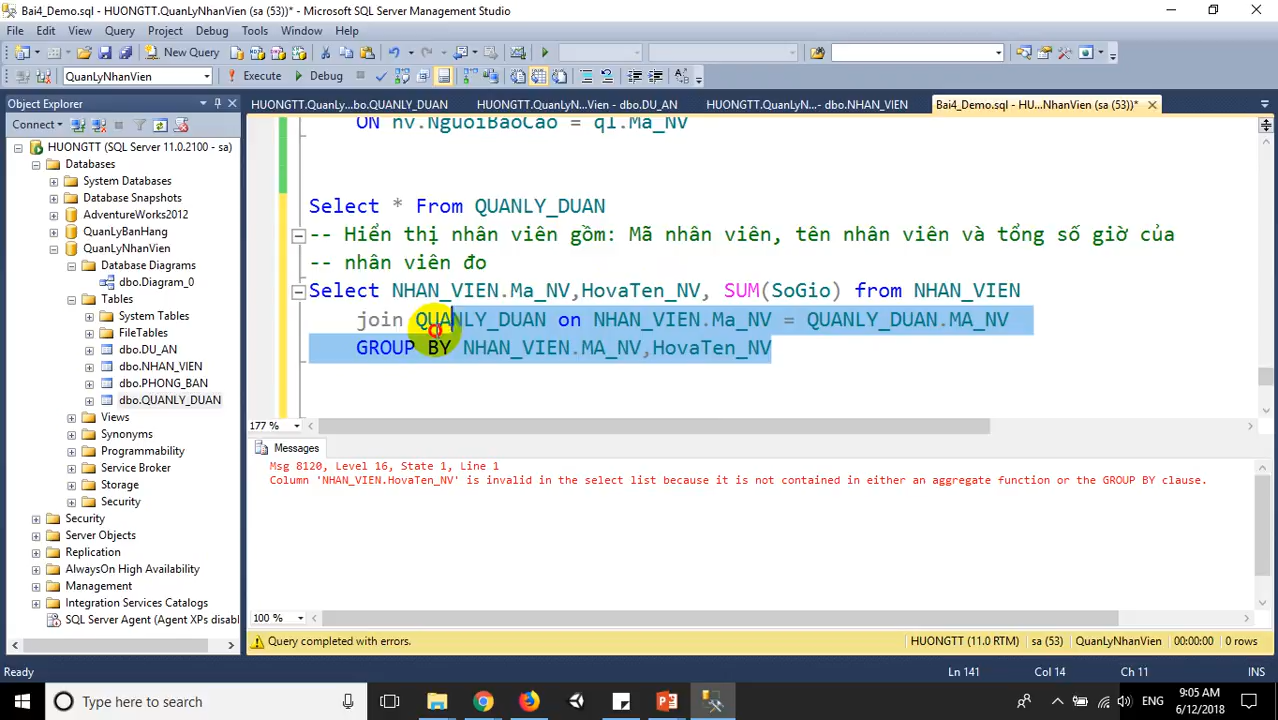 Bai4_Demo.sql - HUONGTT.QuanLyNhanVien (sa (53))* - Microsoft SQL Server Management Studio
File Edit View Query Project Debug Tools Window Help
New Query
QuanLyNhanVien Execute Debug
Object Explorer
Connect
HUONGTT (SQL Server 11.0.2100 - sa)
Databases
System Databases
Database Snapshots
AdventureWorks2012
QuanLyBanHang
QuanLyNhanVien
Database Diagrams
dbo.Diagram_0
Tables
System Tables
FileTables
dbo.DU_AN
dbo.NHAN_VIEN
dbo.PHONG_BAN
dbo.QUANLY_DUAN
Views
Synonyms
Programmability
Service Broker
Storage
Security
Security
Server Objects
Replication
AlwaysOn High Availability
Management
Integration Services Catalogs
SQL Server Agent (Agent XPs disabl
HUONGTT.QuanLy...bo.QUANLY_DUAN HUONGTT.QuanLyN...Vien - dbo.DU_AN HUONGTT.QuanLyN...- dbo.NHAN_VIEN Bai4_Demo.sql - HU...NhanVien (sa (53))*
ON nv.NguoiBaoCao = ql.Ma_NV
Select * From QUANLY_DUAN
-- Hiển thị nhân viên gồm: Mã nhân viên, tên nhân viên và tổng số giờ của
-- nhân viên đo
Select NHAN_VIEN.Ma_NV,HovaTen_NV, SUM(SoGio) from NHAN_VIEN
join QUANLY_DUAN on NHAN_VIEN.Ma_NV = QUANLY_DUAN.MA_NV
GROUP BY NHAN_VIEN.MA_NV,HovaTen_NV
177 %
Messages
Msg 8120, Level 16, State 1, Line 1
Column 'NHAN_VIEN.HovaTen_NV' is invalid in the select list because it is not contained in either an aggregate function or the GROUP BY clause.
100 %
Query completed with errors. HUONGTT (11.0 RTM) sa (53) QuanLyNhanVien 00:00:00 0 rows
Ready Ln 141 Col 14 Ch 11 INS
Type here to search
ENG
9:05 AM
6/12/2018